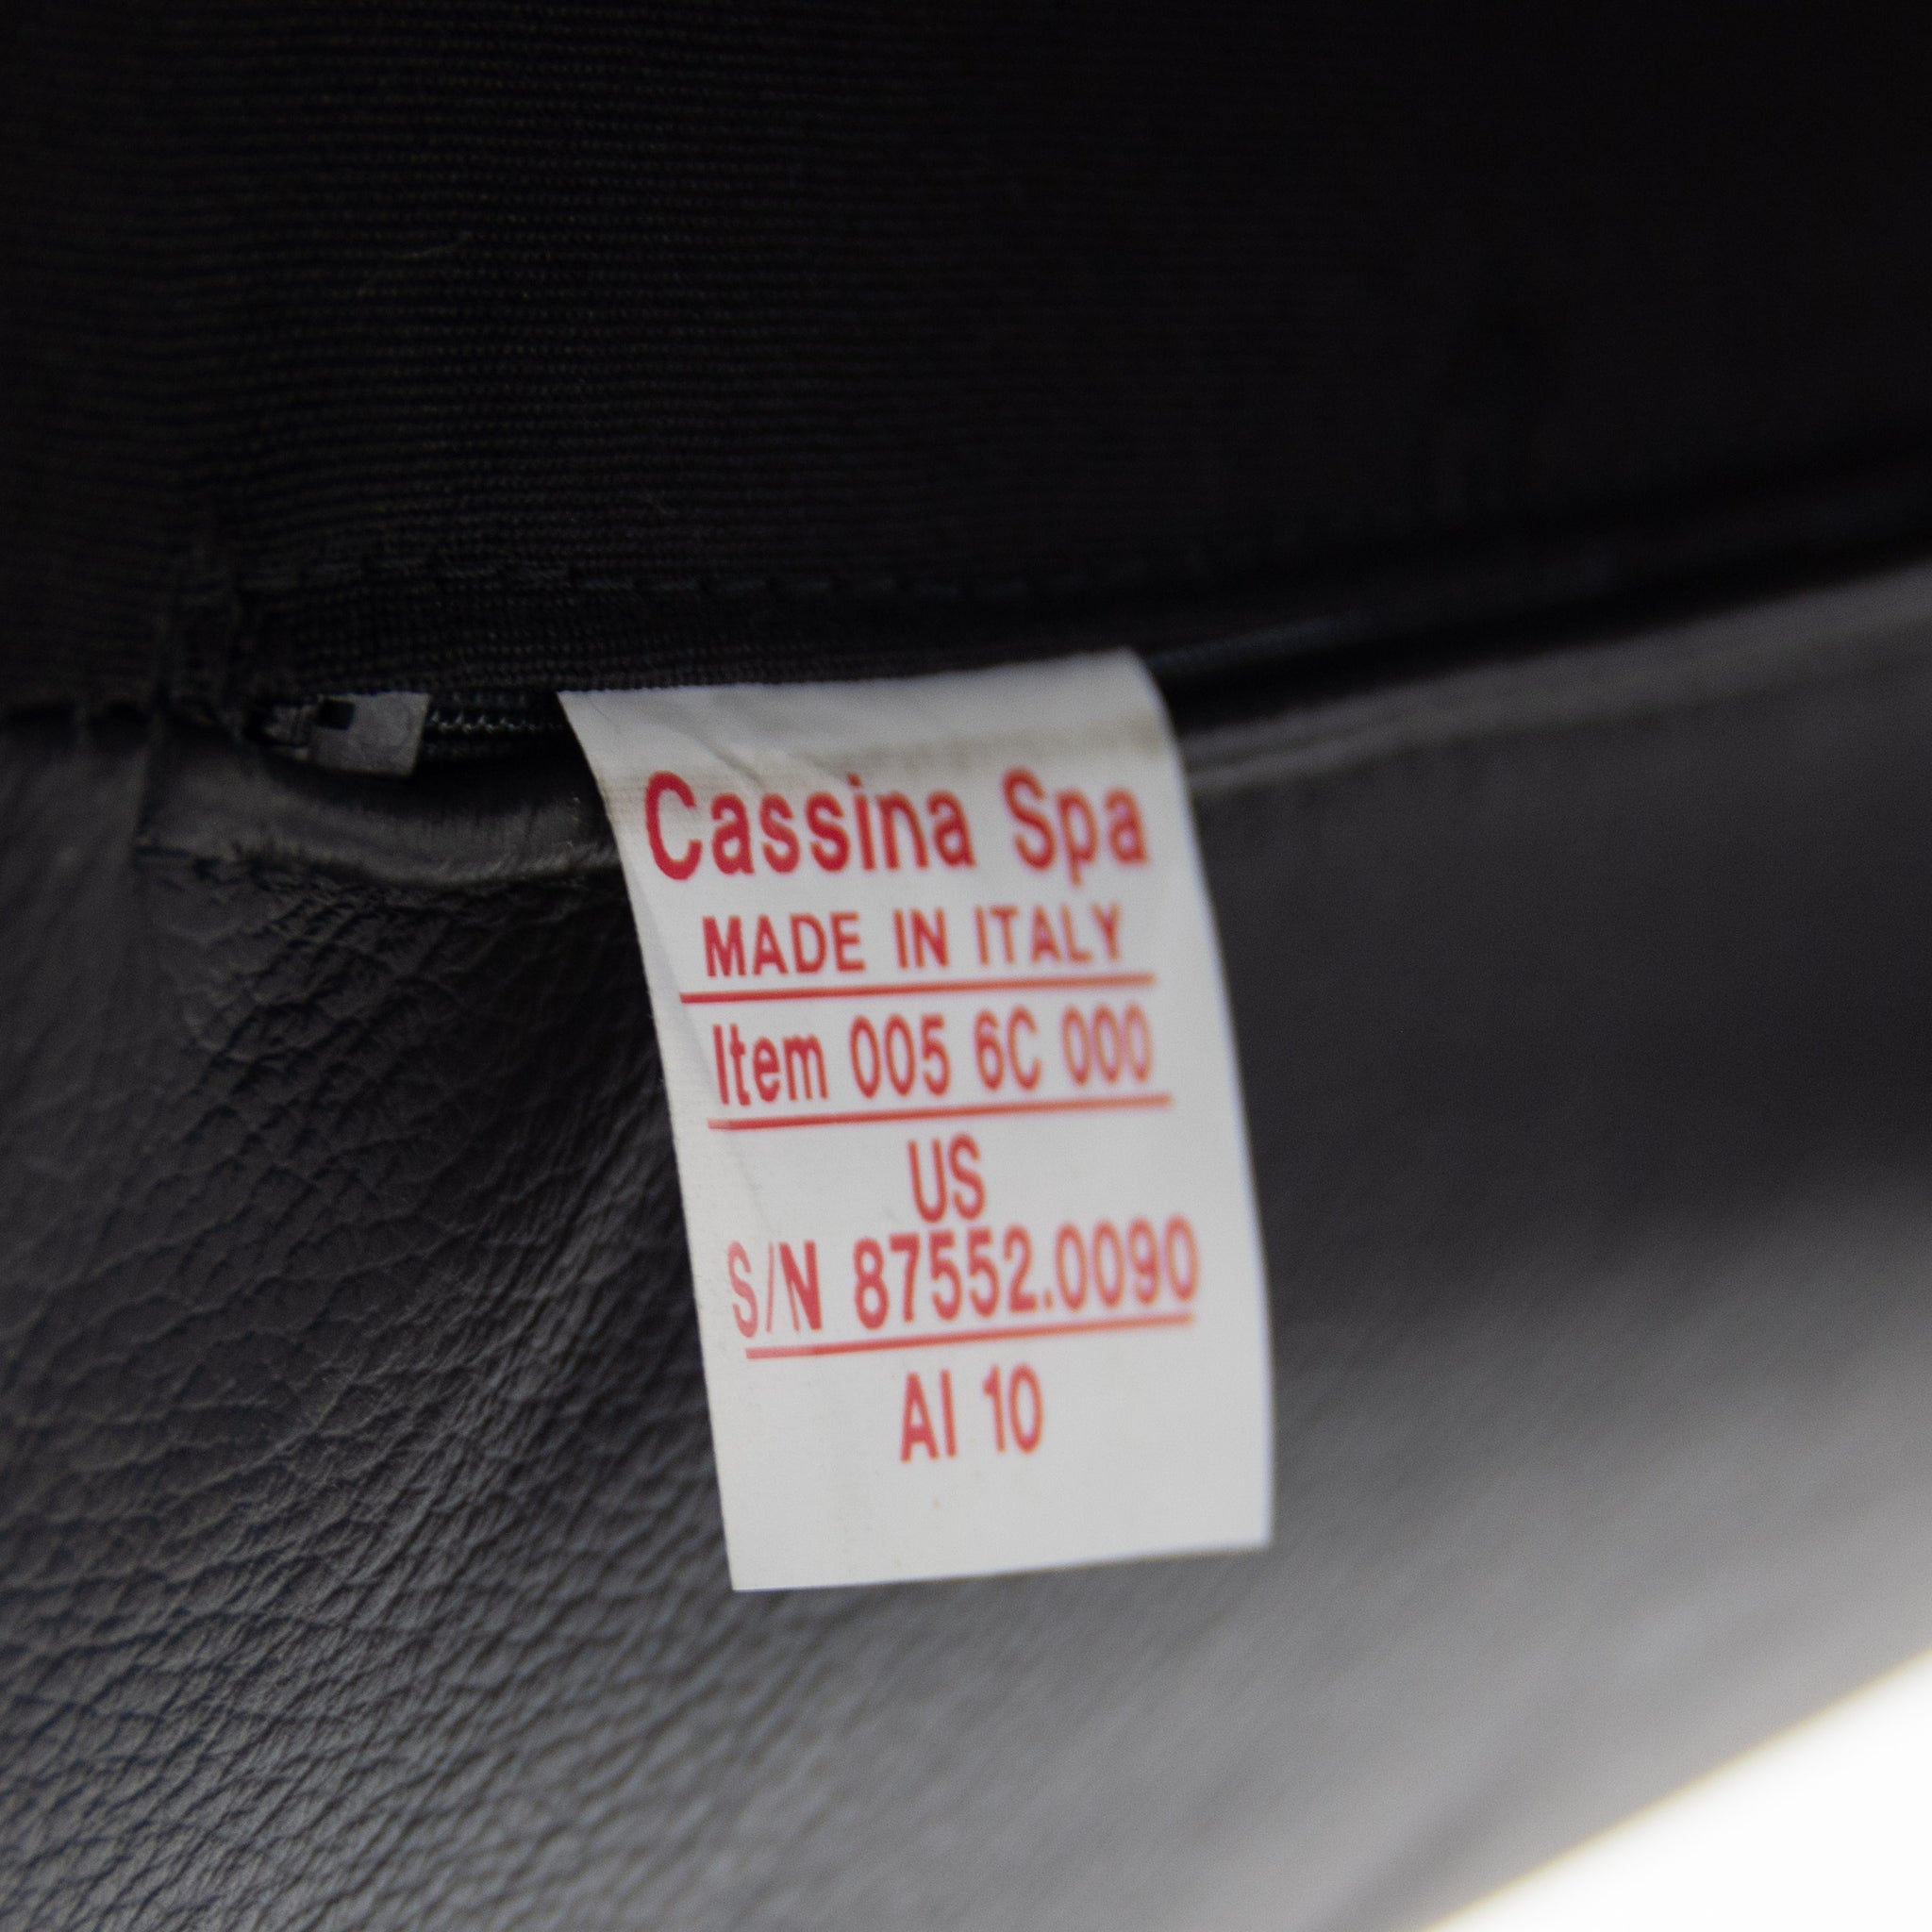 Cassina Spa
MADE IN ITALY
Item 005 6C 000
US
S/N 87552.0090
AI 10